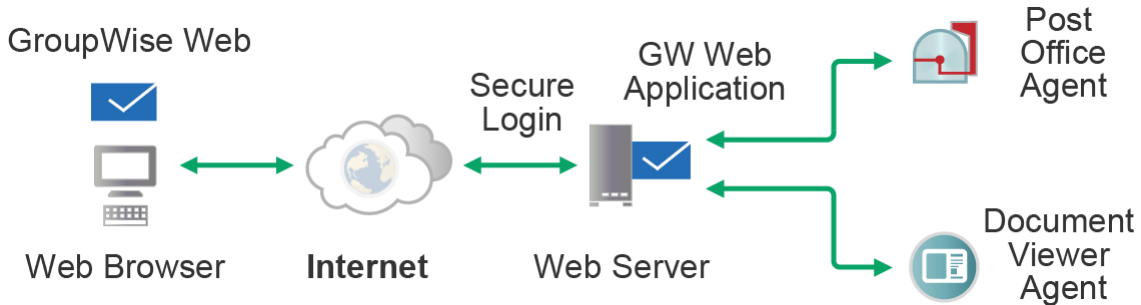 GroupWise Web
Web Browser
Internet
Secure
Login
GW Web
Application
Web Server
Post
Office
Agent
Document
Viewer
Agent